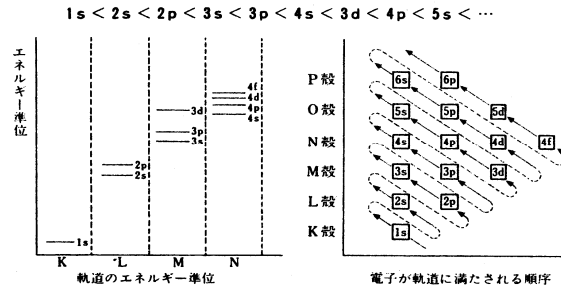 1s < 2s < 2p < 3s < 3p < 4s < 3d < 4p < 5s < …
エネルギー準位
4f
4d
4p
4s
3d
3p
3s
2p
2s
1s
K L M N
軌道のエネルギー準位
P殻 6s 6p
O殻 5s 5p 5d
N殻 4s 4p 4d 4f
M殻 3s 3p 3d
L殻 2s 2p
K殻 1s
電子が軌道に満たされる順序